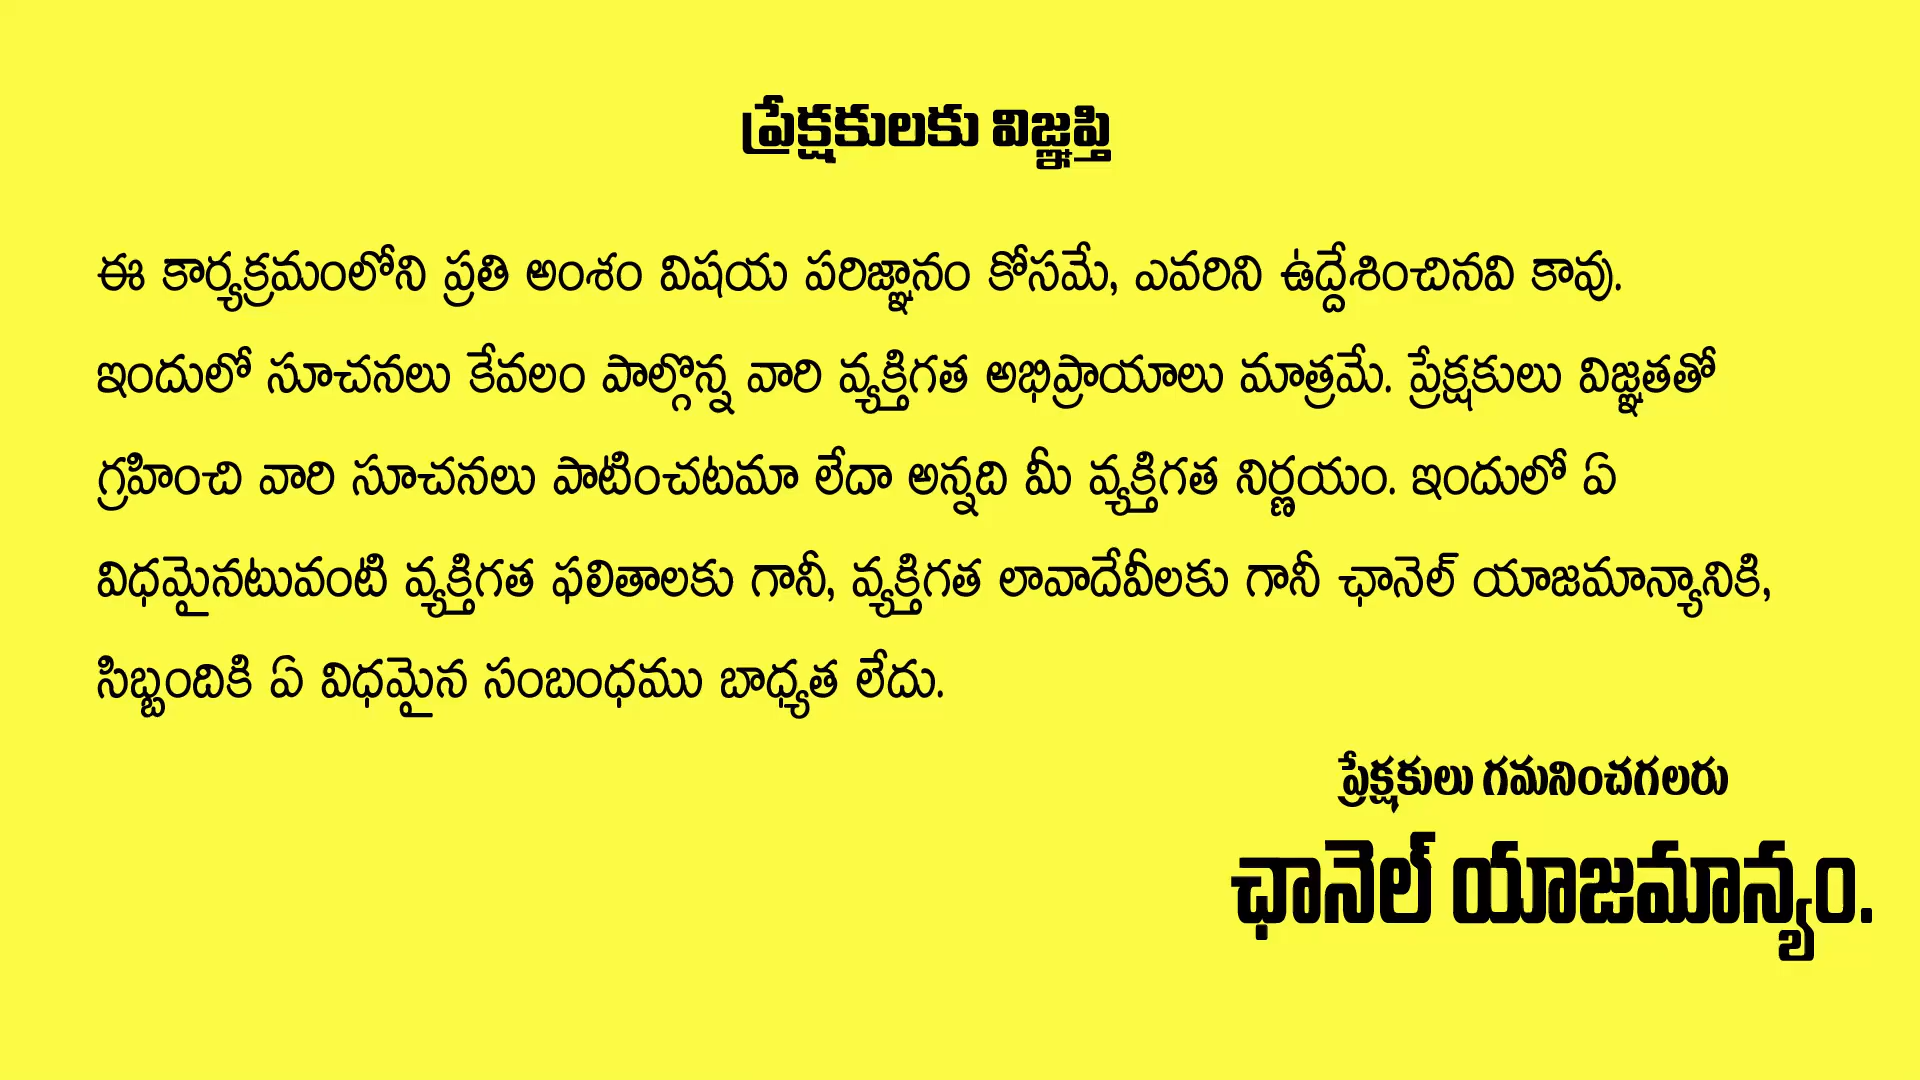 ప్రేక్షకులకు విజ్ఞప్తి
ఈ కార్యక్రమంలోని ప్రతి అంశం విషయ పరిజ్ఞానం కోసమే, ఎవరిని ఉద్దేశించినవి కావు.
ఇందులో సూచనలు కేవలం పాల్గొన్న వారి వ్యక్తిగత అభిప్రాయాలు మాత్రమే. ప్రేక్షకులు విజ్ఞతతో
గ్రహించి వారి సూచనలు పాటించటమా లేదా అన్నది మీ వ్యక్తిగత నిర్ణయం. ఇందులో ఏ
విధమైనటువంటి వ్యక్తిగత ఫలితాలకు గానీ, వ్యక్తిగత లావాదేవీలకు గానీ ఛానెల్ యాజమాన్యానికి,
సిబ్బందికి ఏ విధమైన సంబంధము బాధ్యత లేదు.
ప్రేక్షకులు గమనించగలరు
ఛానెల్ యాజమాన్యం.